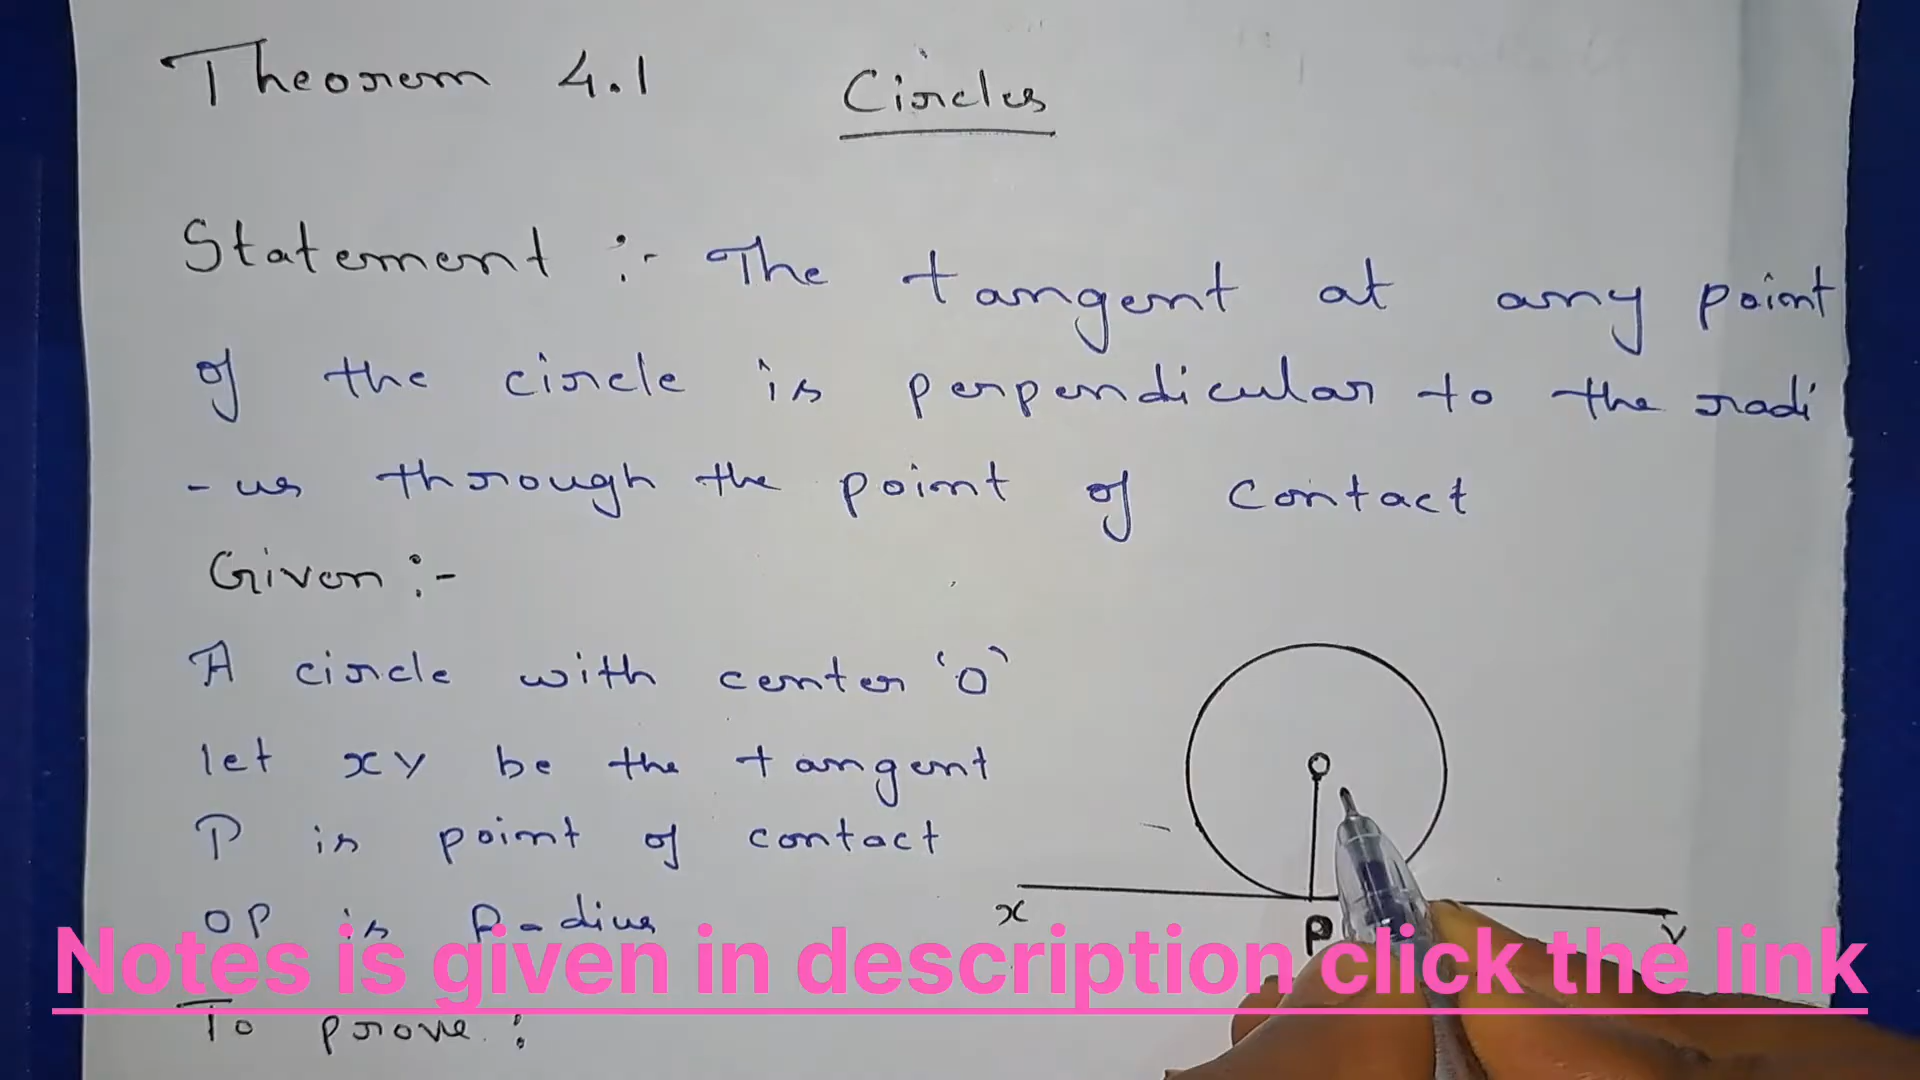 Theorem 4.1 Circles
Statement :- The tangent at any point
of the circle is perpendicular to the radi
-us through the point of contact
Given :-
A circle with center 'O'
let xy be the tangent
P is point of contact
OP is Radius
O
x P y
Notes is given in description click the link
To prove :